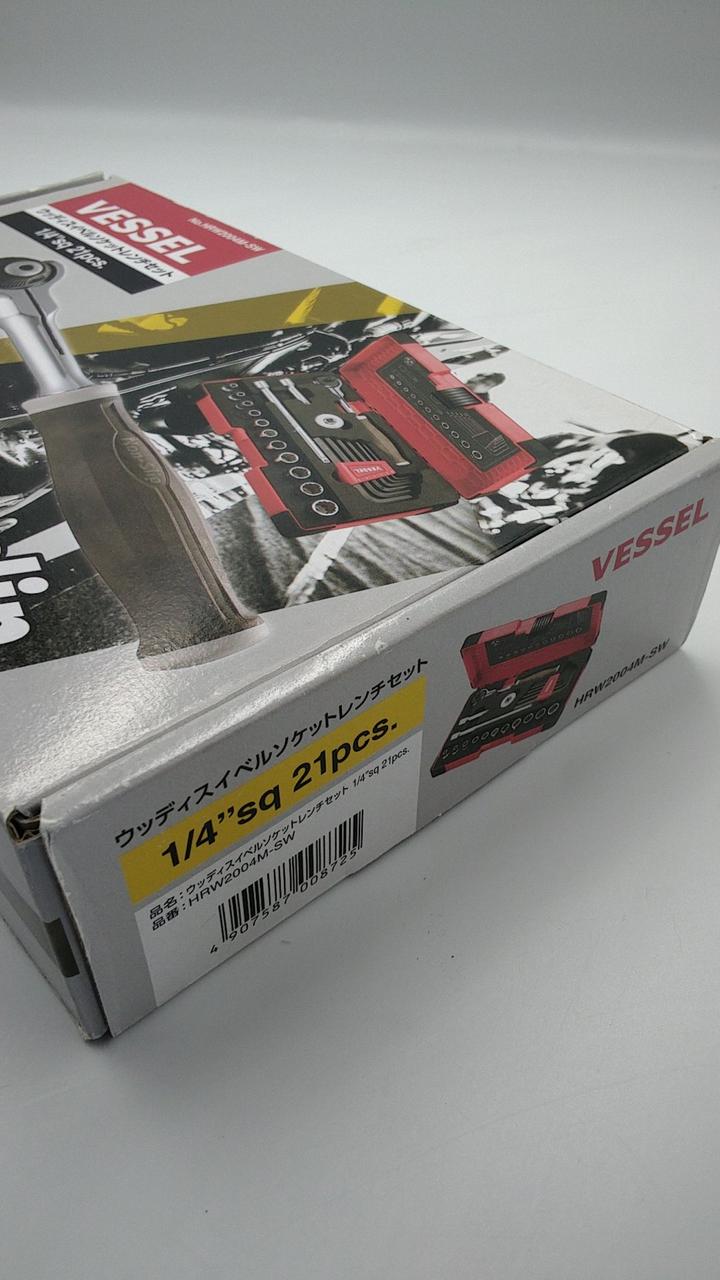 No.HRW2004M-SW
VESSEL
ウッディスイベルソケットレンチセット
1/4"sq 21pcs.
VESSEL
VESSEL
HRW2004M-SW
ウッディスイベルソケットレンチセット
1/4"sq 21pcs.
品名：ウッディスイベルソケットレンチセット 1/4"sq 21pcs.
品番：HRW2004M-SW
4 907587 008725